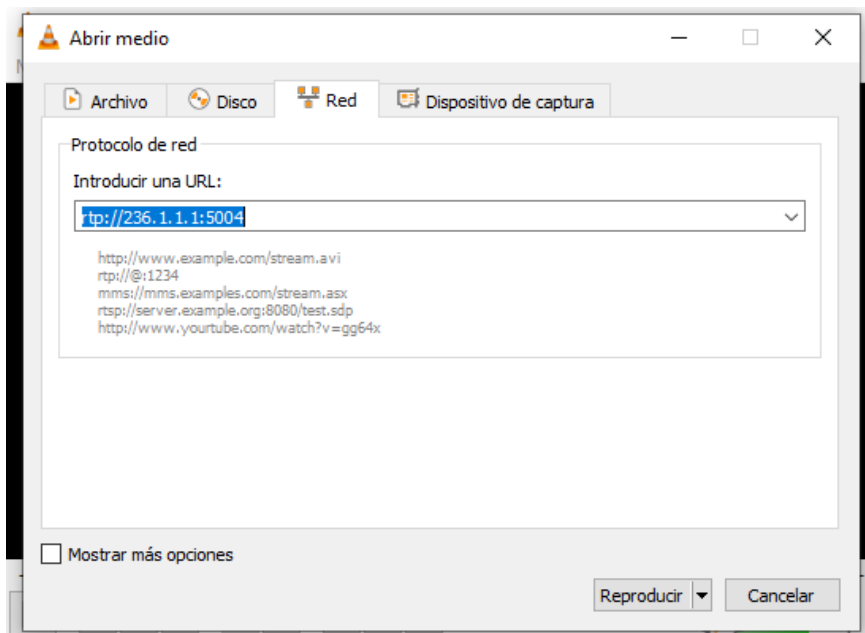 Abrir medio
Archivo Disco Red Dispositivo de captura
Protocolo de red
Introducir una URL:
rtp://236.1.1.1:5004
http://www.example.com/stream.avi
rtp://@:1234
mms://mms.examples.com/stream.asx
rtsp://server.example.org:8080/test.sdp
http://www.yourtube.com/watch?v=gg64x
Mostrar más opciones
Reproducir Cancelar